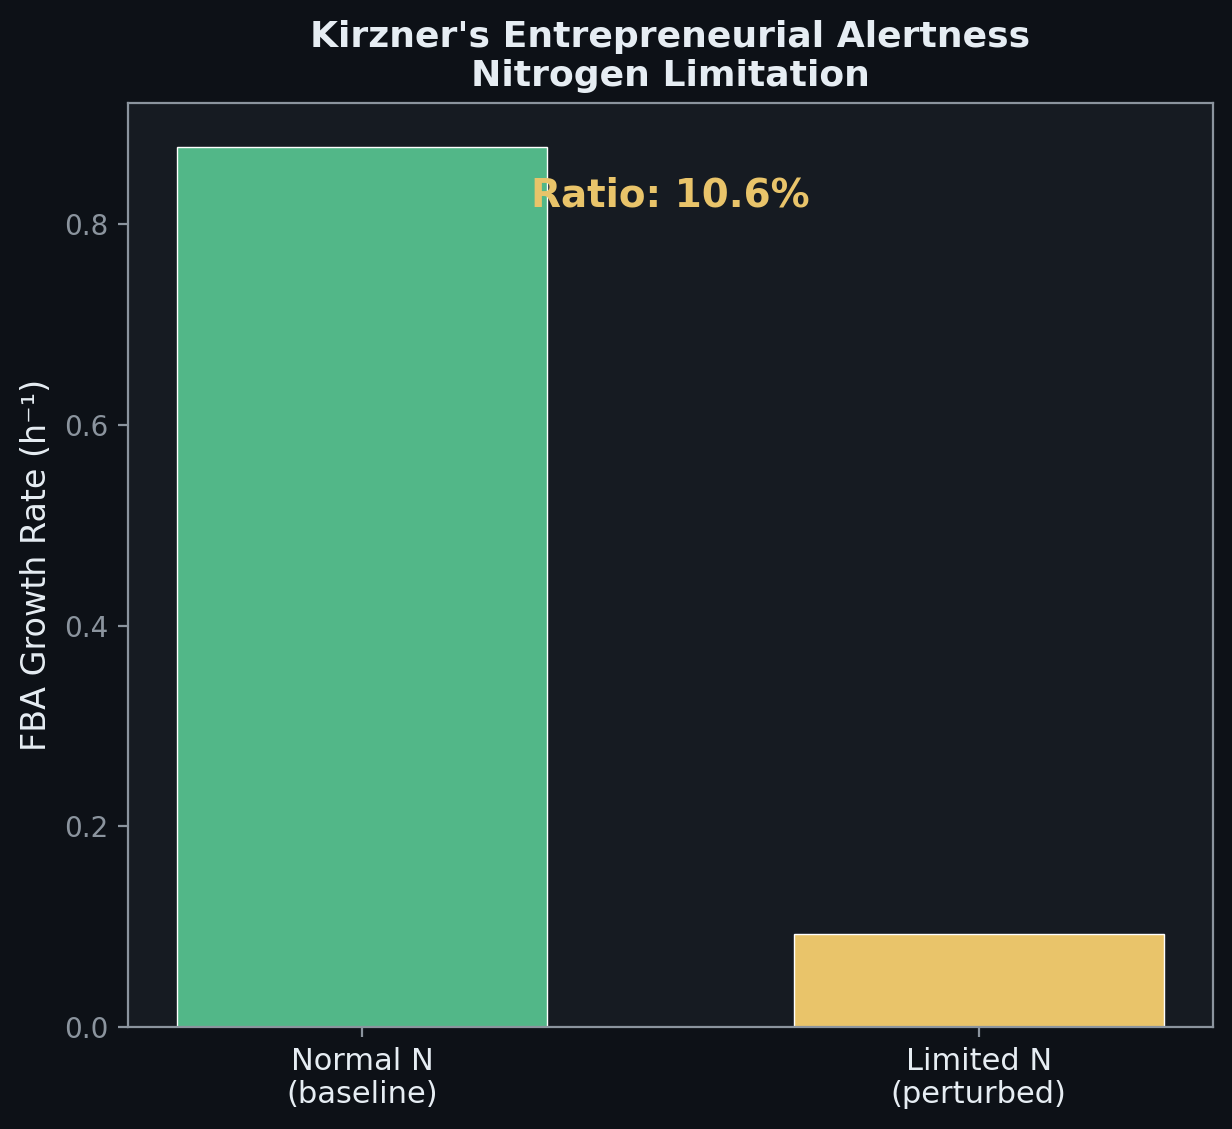 Kirzner's Entrepreneurial Alertness
Nitrogen Limitation
Ratio: 10.6%
FBA Growth Rate (h⁻¹)
0.8
0.6
0.4
0.2
0.0
Normal N
(baseline)
Limited N
(perturbed)